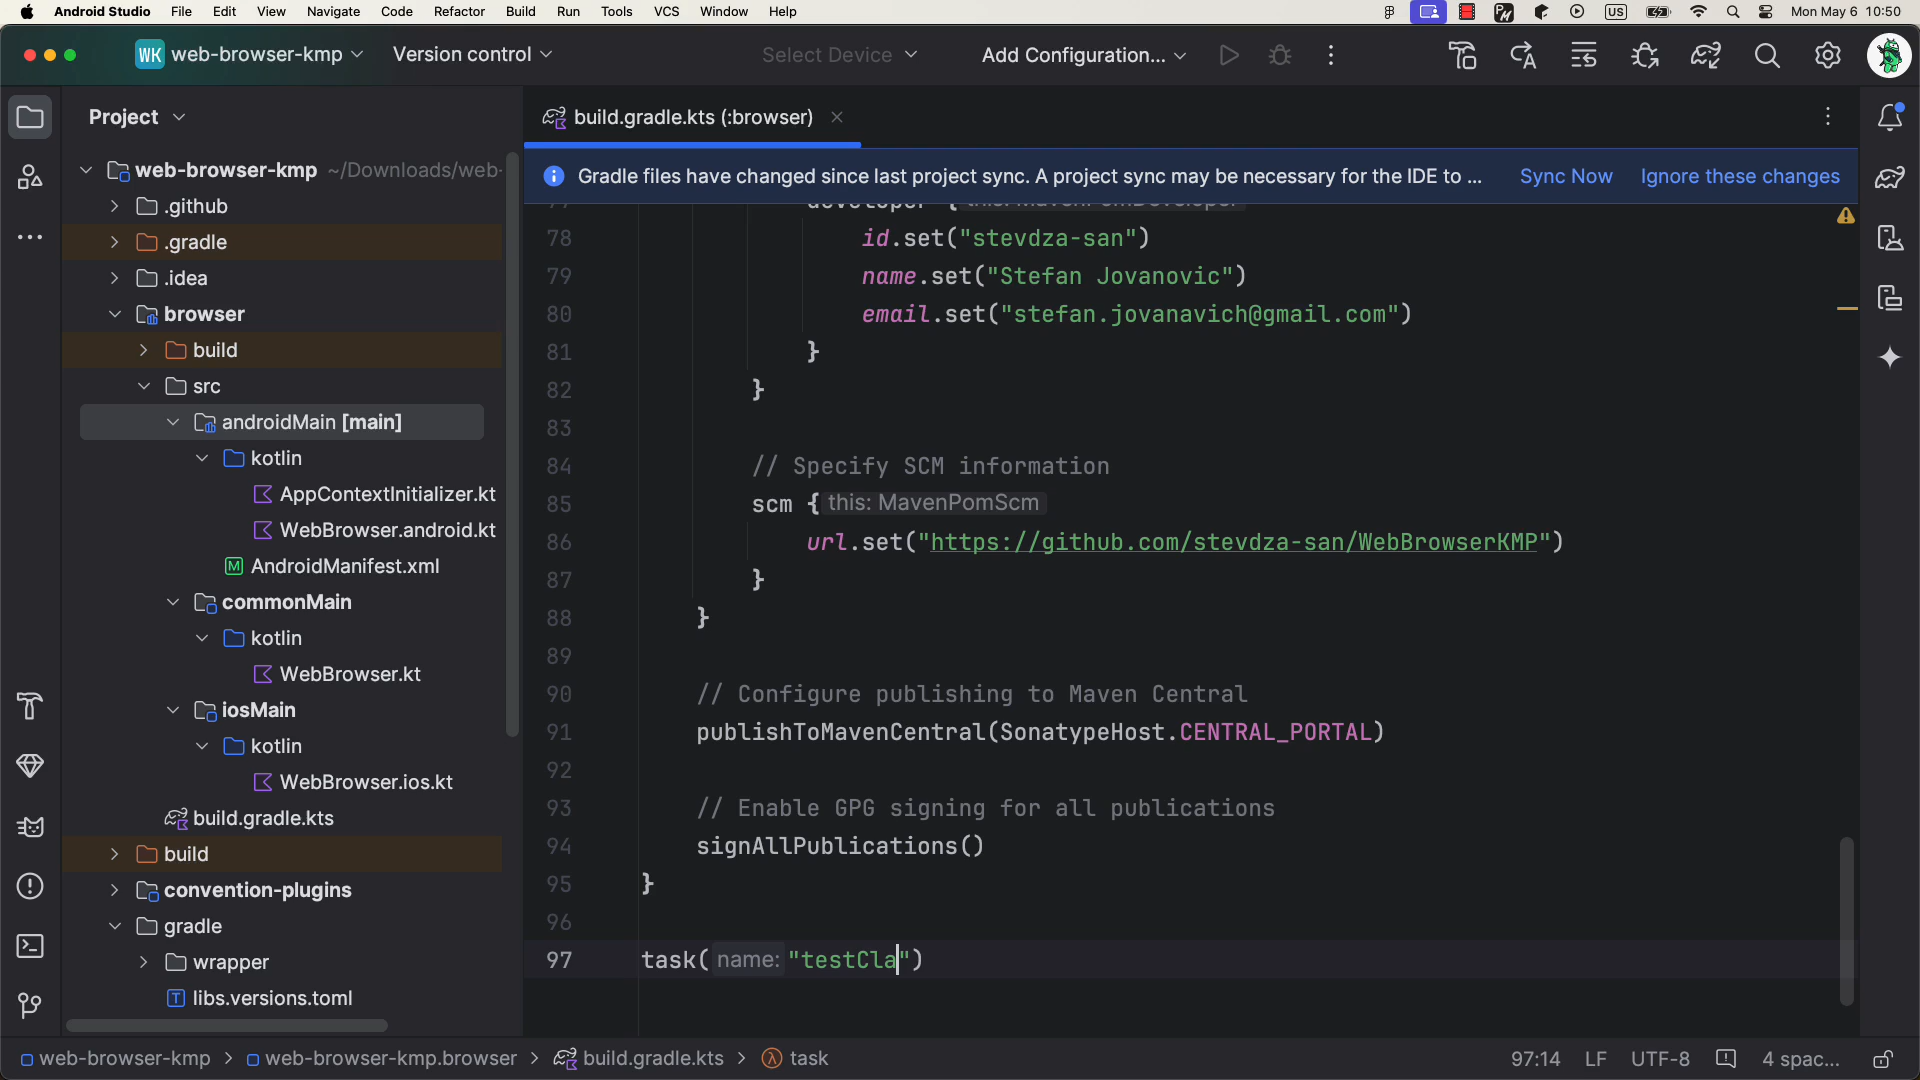 Android Studio File Edit View Navigate Code Refactor Build Run Tools VCS Window Help US Mon May 6 10:50
WK web-browser-kmp Version control Select Device Add Configuration...
Project
build.gradle.kts (:browser)
Gradle files have changed since last project sync. A project sync may be necessary for the IDE to ... Sync Now Ignore these changes
web-browser-kmp ~/Downloads/web-
.github
.gradle
.idea
browser
build
src
androidMain [main]
kotlin
AppContextInitializer.kt
WebBrowser.android.kt
AndroidManifest.xml
commonMain
kotlin
WebBrowser.kt
iosMain
kotlin
WebBrowser.ios.kt
build.gradle.kts
build
convention-plugins
gradle
wrapper
libs.versions.toml
77 developer { this: MavenPomDeveloper
78 id.set("stevdza-san")
79 name.set("Stefan Jovanovic")
80 email.set("stefan.jovanavich@gmail.com")
81 }
82 }
83
84 // Specify SCM information
85 scm { this: MavenPomScm
86 url.set("https://github.com/stevdza-san/WebBrowserKMP")
87 }
88 }
89
90 // Configure publishing to Maven Central
91 publishToMavenCentral(SonatypeHost.CENTRAL_PORTAL)
92
93 // Enable GPG signing for all publications
94 signAllPublications()
95 }
96
97 task( name: "testCla")
web-browser-kmp > web-browser-kmp.browser > build.gradle.kts > task 97:14 LF UTF-8 4 spac...